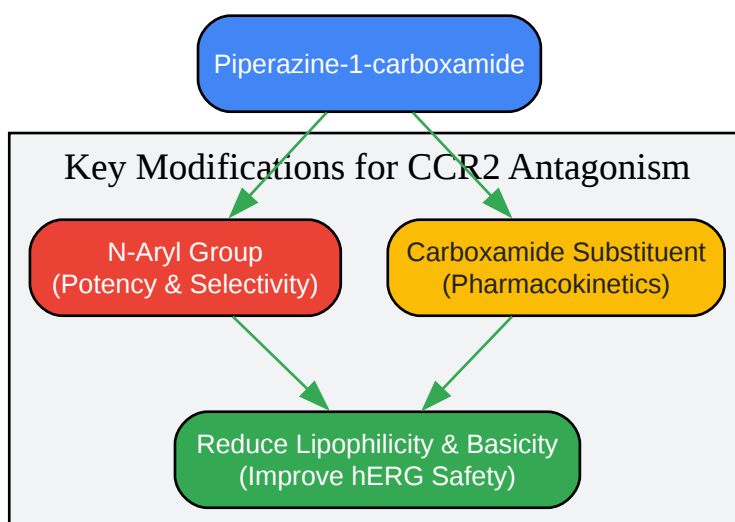 Piperazine-1-carboxamide
Key Modifications for CCR2 Antagonism
N-Aryl Group
(Potency & Selectivity)
Carboxamide Substituent
(Pharmacokinetics)
Reduce Lipophilicity & Basicity
(Improve hERG Safety)